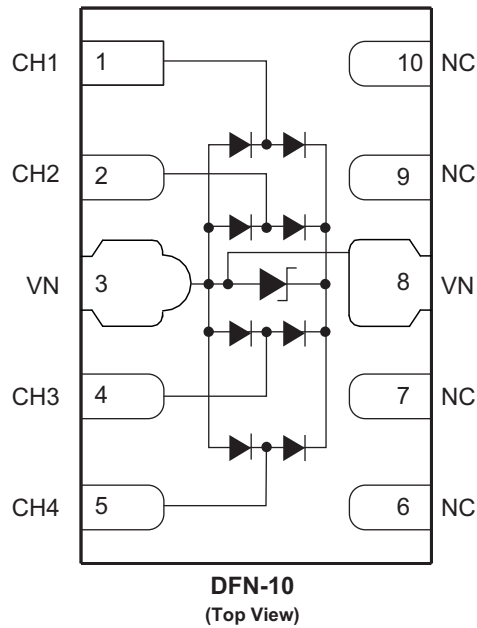 CH1 1 10 NC
CH2 2 9 NC
VN 3 8 VN
CH3 4 7 NC
CH4 5 6 NC
DFN-10
(Top View)